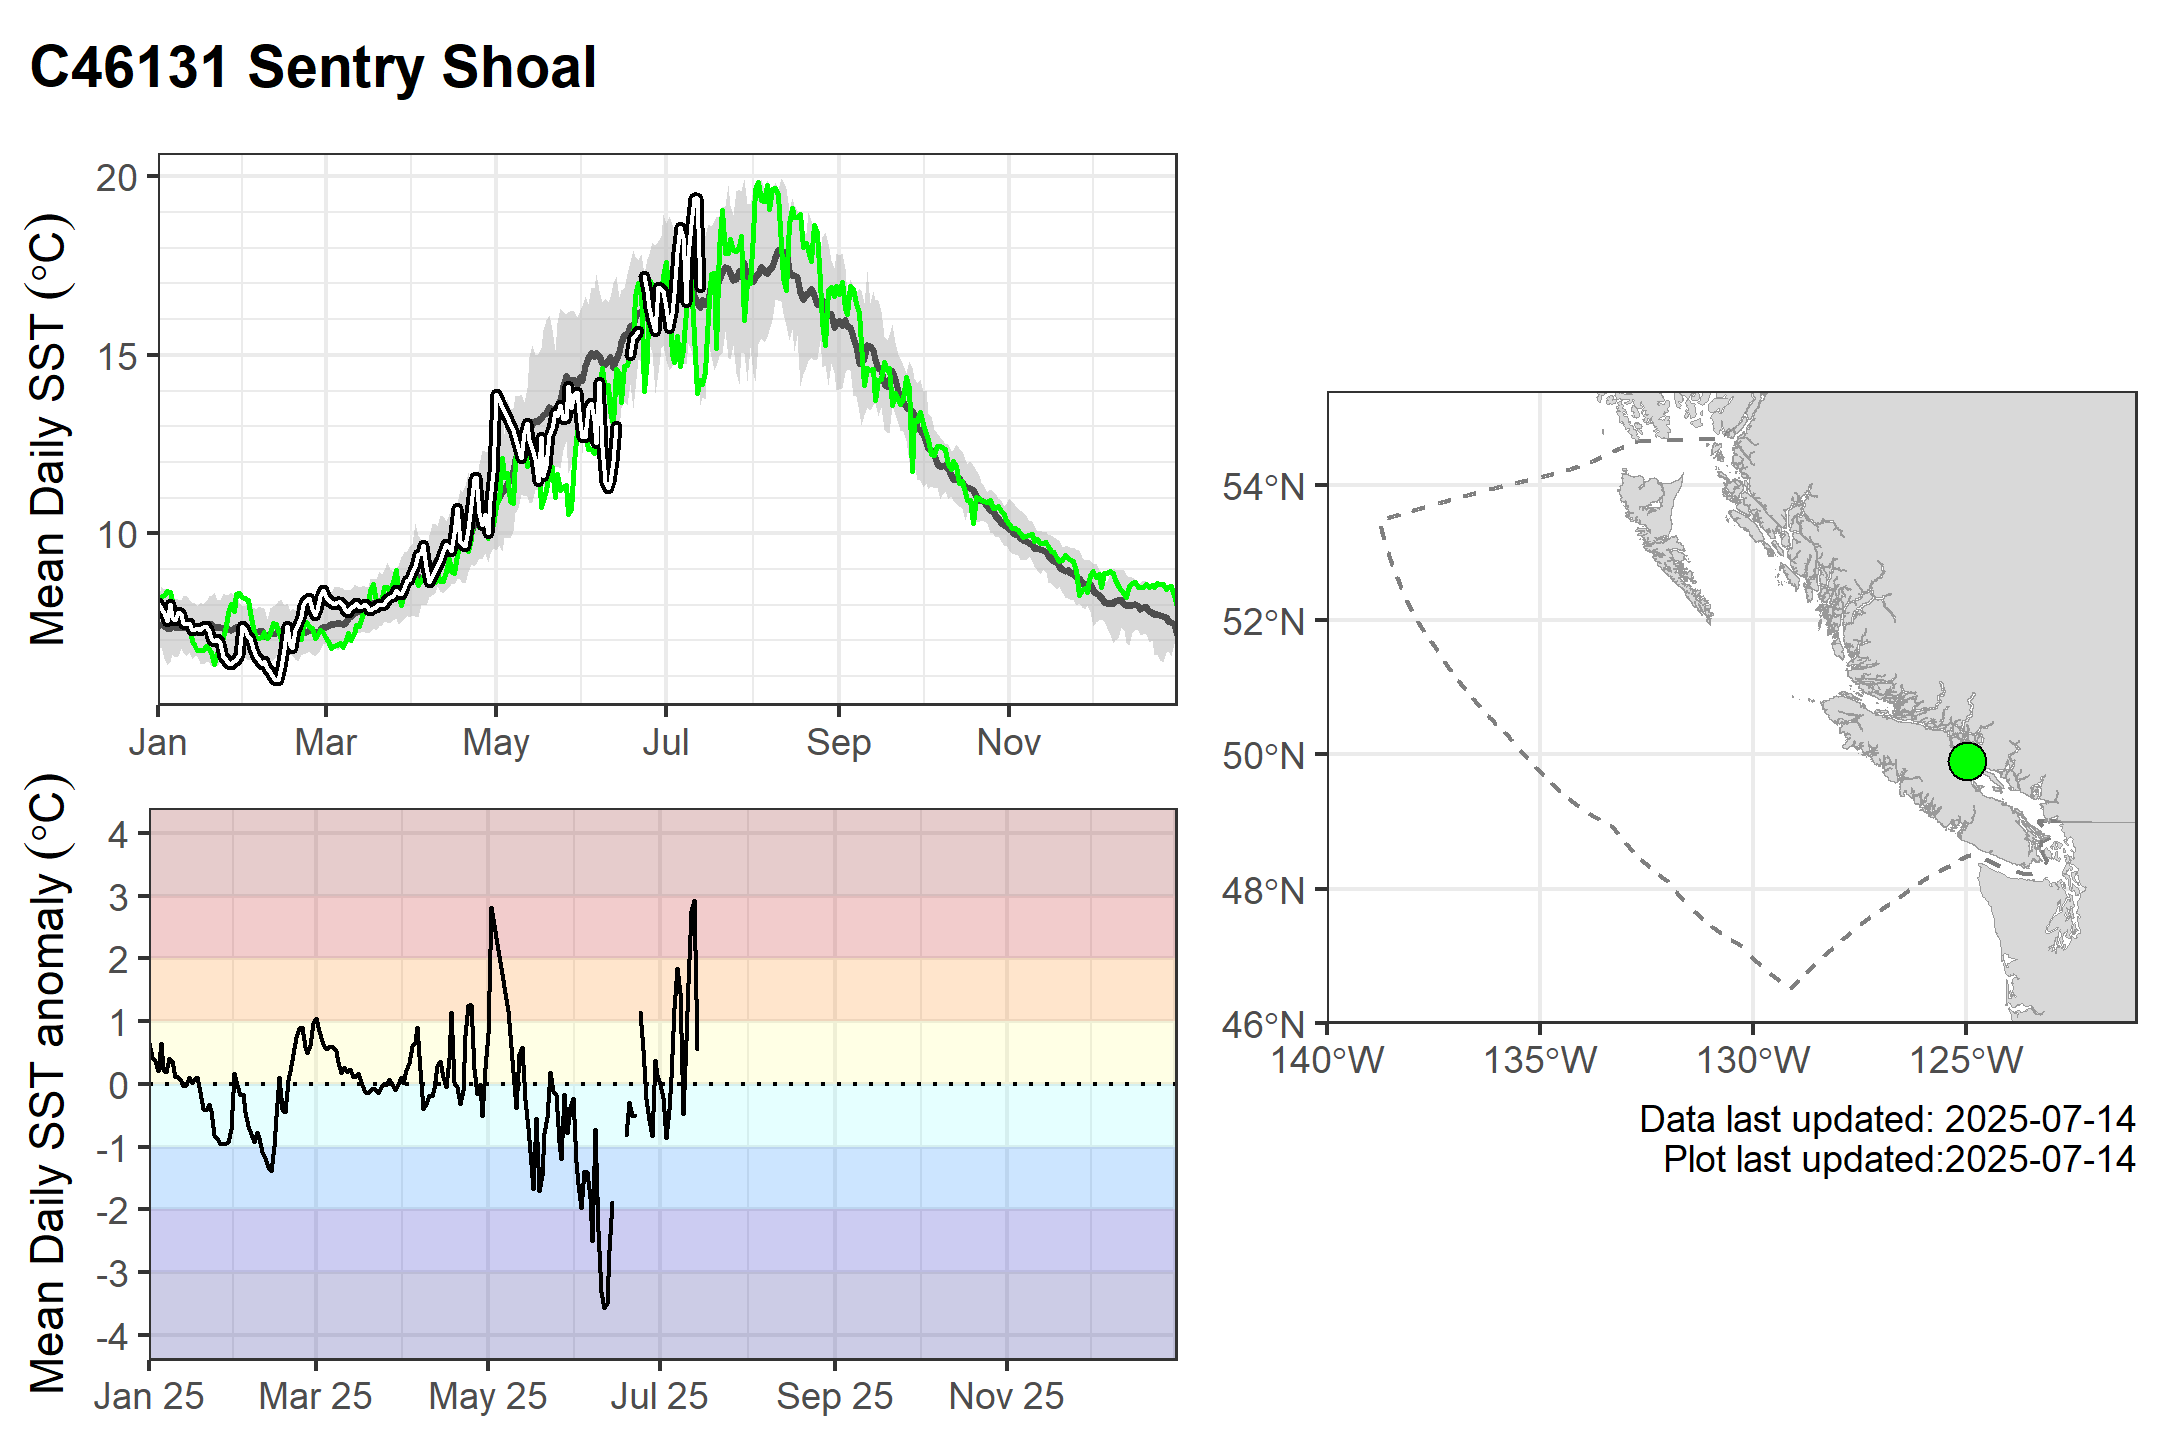 C46131 Sentry Shoal
Mean Daily SST (°C)
20
15
10
Jan Mar May Jul Sep Nov
Mean Daily SST anomaly (°C)
4
3
2
1
0
-1
-2
-3
-4
Jan 25 Mar 25 May 25 Jul 25 Sep 25 Nov 25
54°N
52°N
50°N
48°N
46°N
140°W 135°W 130°W 125°W
Data last updated: 2025-07-14
Plot last updated:2025-07-14